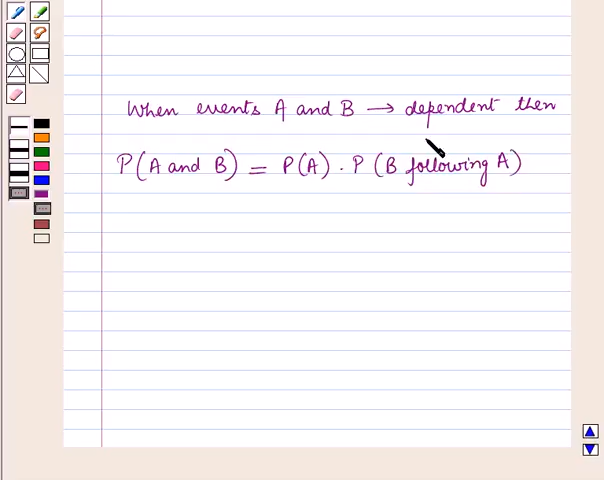 When events A and B → dependent then
P(A and B) = P(A) . P (B following A)